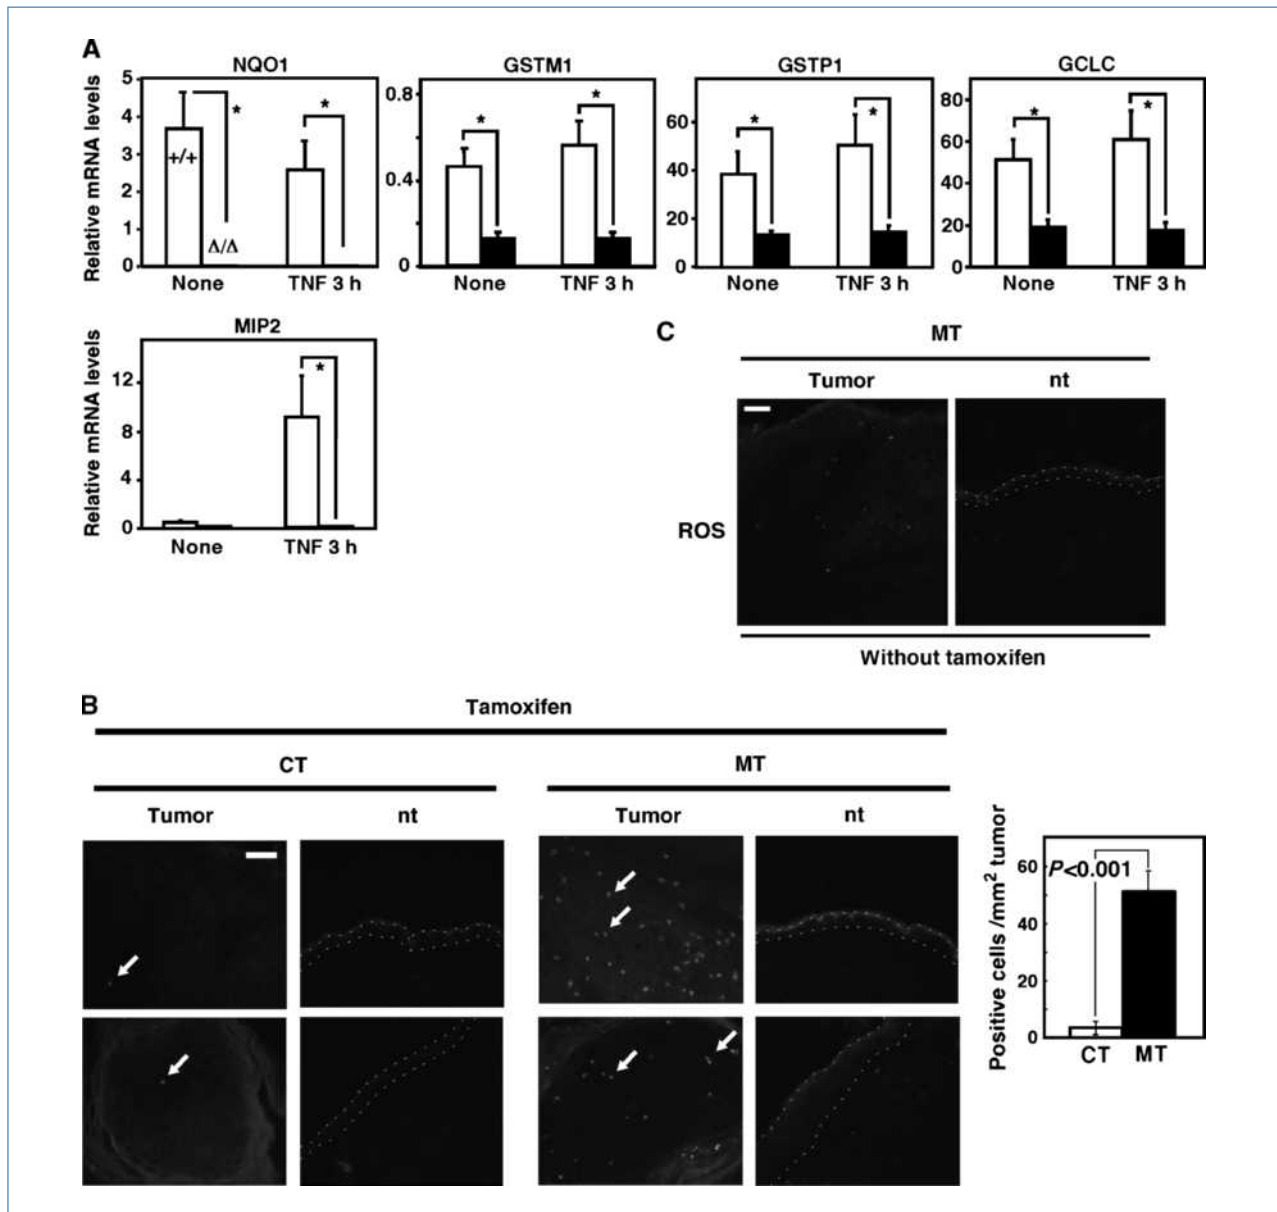 A
NQO1 GSTM1 GSTP1 GCLC
Relative mRNA levels
5
4
3
2
1
0
+/+
Δ/Δ
*
*
None TNF 3 h
0.8
0.4
0
*
*
None TNF 3 h
60
40
20
0
*
*
None TNF 3 h
80
60
40
20
0
*
*
None TNF 3 h
MIP2
Relative mRNA levels
12
8
4
0
*
None TNF 3 h
C
MT
Tumor nt
ROS
Without tamoxifen
B
Tamoxifen
CT MT
Tumor nt Tumor nt
Positive cells /mm² tumor
60
40
20
0
P<0.001
CT MT